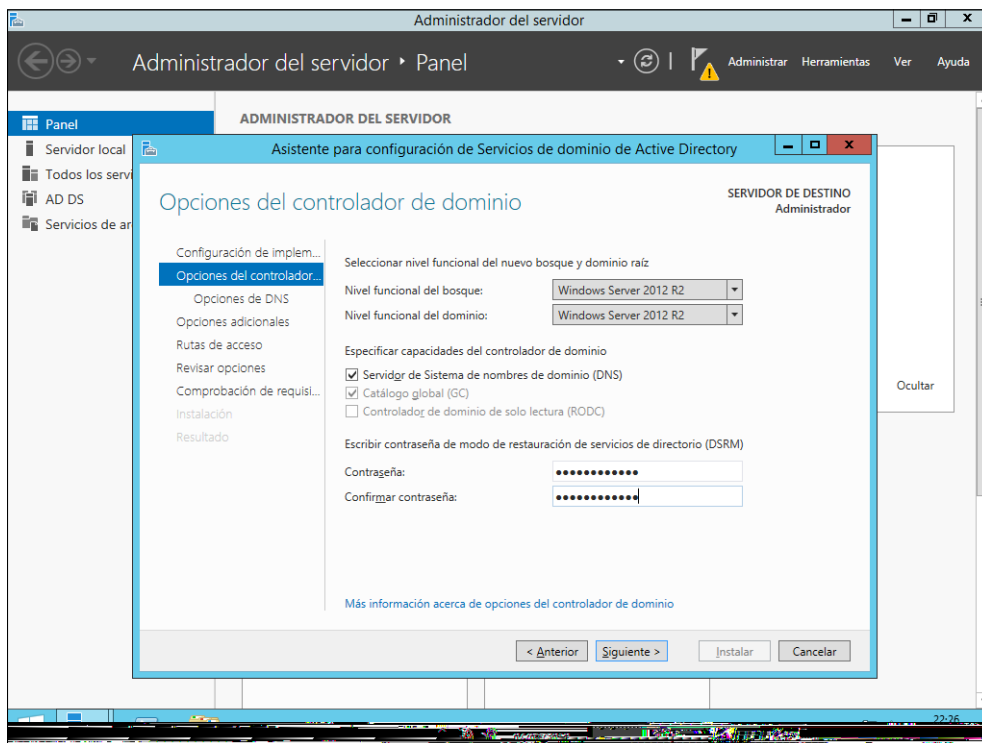 Administrador del servidor
Administrador del servidor ‣ Panel
Administrar Herramientas Ver Ayuda
Panel
Servidor local
Todos los servi
AD DS
Servicios de ar
ADMINISTRADOR DEL SERVIDOR
Ocultar
Asistente para configuración de Servicios de dominio de Active Directory
Opciones del controlador de dominio
SERVIDOR DE DESTINO
Administrador
Configuración de implem...
Opciones del controlador...
Opciones de DNS
Opciones adicionales
Rutas de acceso
Revisar opciones
Comprobación de requisi...
Instalación
Resultado
Seleccionar nivel funcional del nuevo bosque y dominio raíz
Nivel funcional del bosque: Windows Server 2012 R2
Nivel funcional del dominio: Windows Server 2012 R2
Especificar capacidades del controlador de dominio
Servidor de Sistema de nombres de dominio (DNS)
Catálogo global (GC)
Controlador de dominio de solo lectura (RODC)
Escribir contraseña de modo de restauración de servicios de directorio (DSRM)
Contraseña: ●●●●●●●●●●●●
Confirmar contraseña: ●●●●●●●●●●●●
Más información acerca de opciones del controlador de dominio
< Anterior Siguiente > Instalar Cancelar
22:26